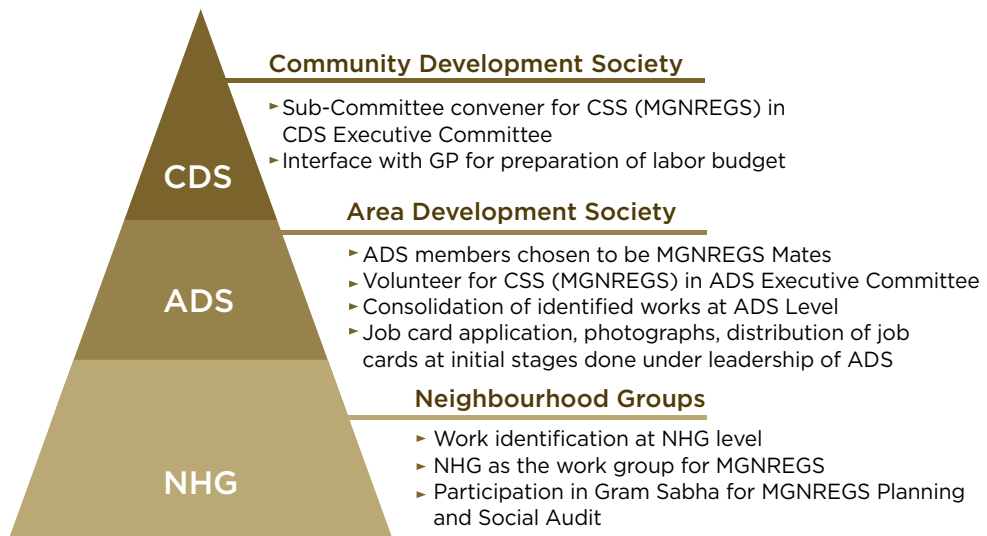 Community Development Society
► Sub-Committee convener for CSS (MGNREGS) in
CDS Executive Committee
► Interface with GP for preparation of labor budget
CDS
Area Development Society
► ADS members chosen to be MGNREGS Mates
► Volunteer for CSS (MGNREGS) in ADS Executive Committee
► Consolidation of identified works at ADS Level
► Job card application, photographs, distribution of job
cards at initial stages done under leadership of ADS
ADS
Neighbourhood Groups
► Work identification at NHG level
► NHG as the work group for MGNREGS
► Participation in Gram Sabha for MGNREGS Planning
and Social Audit
NHG